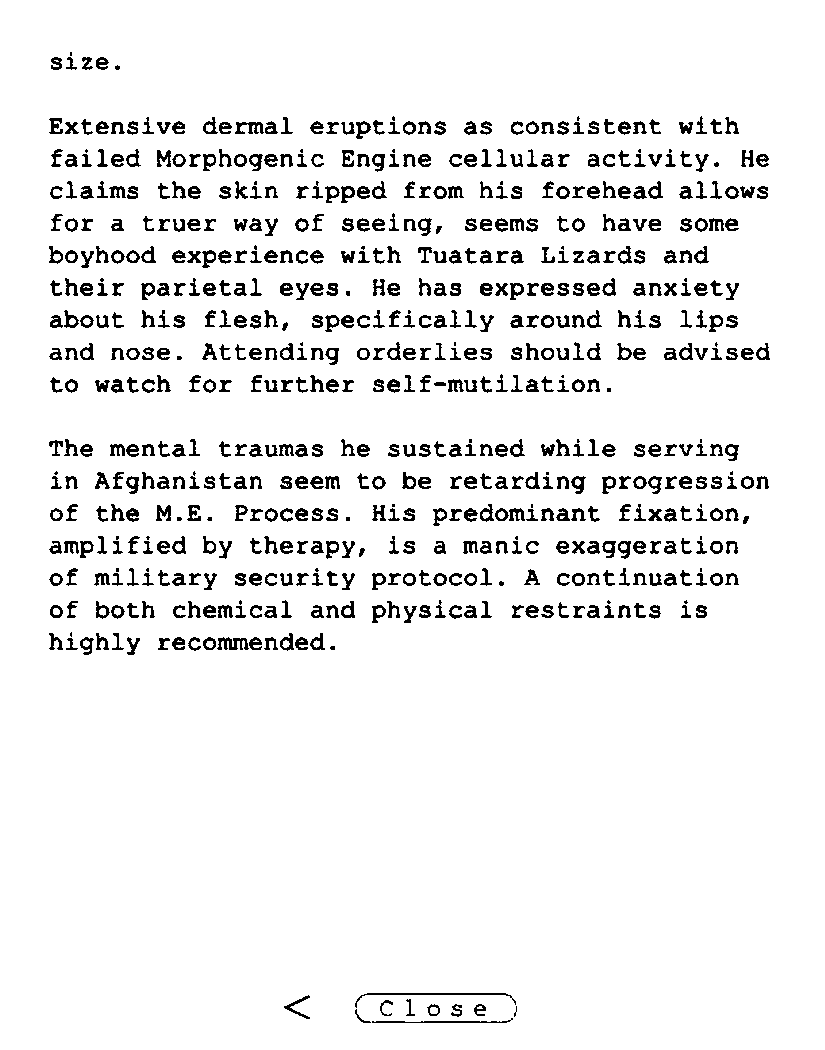 size.
Extensive dermal eruptions as consistent with
failed Morphogenic Engine cellular activity. He
claims the skin ripped from his forehead allows
for a truer way of seeing, seems to have some
boyhood experience with Tuatara Lizards and
their parietal eyes. He has expressed anxiety
about his flesh, specifically around his lips
and nose. Attending orderlies should be advised
to watch for further self-mutilation.
The mental traumas he sustained while serving
in Afghanistan seem to be retarding progression
of the M.E. Process. His predominant fixation,
amplified by therapy, is a manic exaggeration
of military security protocol. A continuation
of both chemical and physical restraints is
highly recommended.
< Close